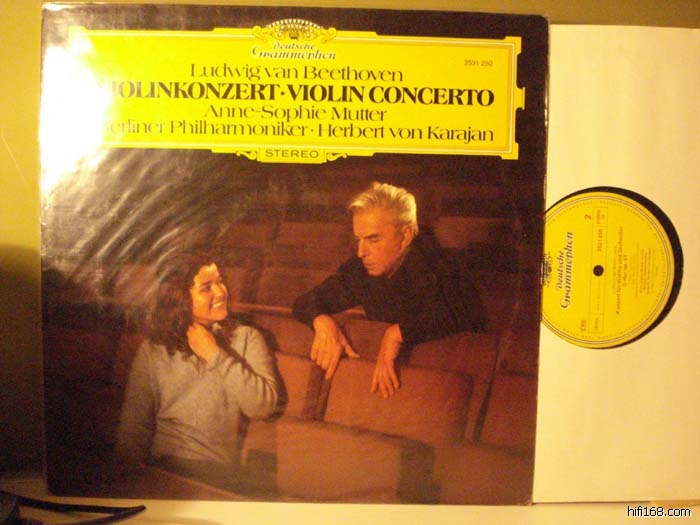 Deutsche
Grammophon
2531 250
Ludwig van Beethoven
VIOLINKONZERT · VIOLIN CONCERTO
Anne-Sophie Mutter
Berliner Philharmoniker · Herbert von Karajan
STEREO
Deutsche
Grammophon
2
hifi168.com